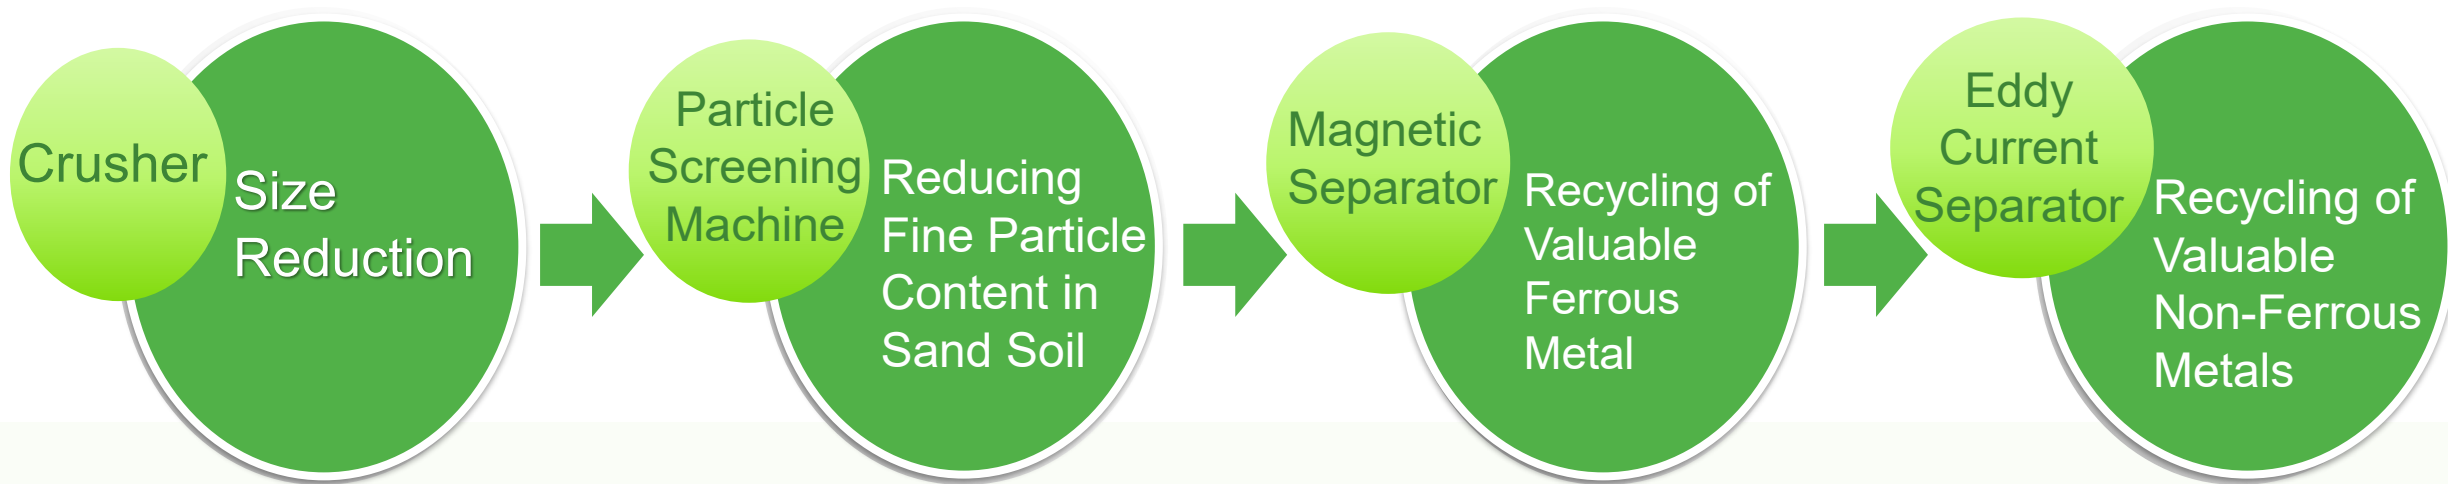 Crusher
Size
Reduction
Particle
Screening
Machine
Reducing
Fine Particle
Content in
Sand Soil
Magnetic
Separator
Recycling of
Valuable
Ferrous
Metal
Eddy
Current
Separator
Recycling of
Valuable
Non-Ferrous
Metals